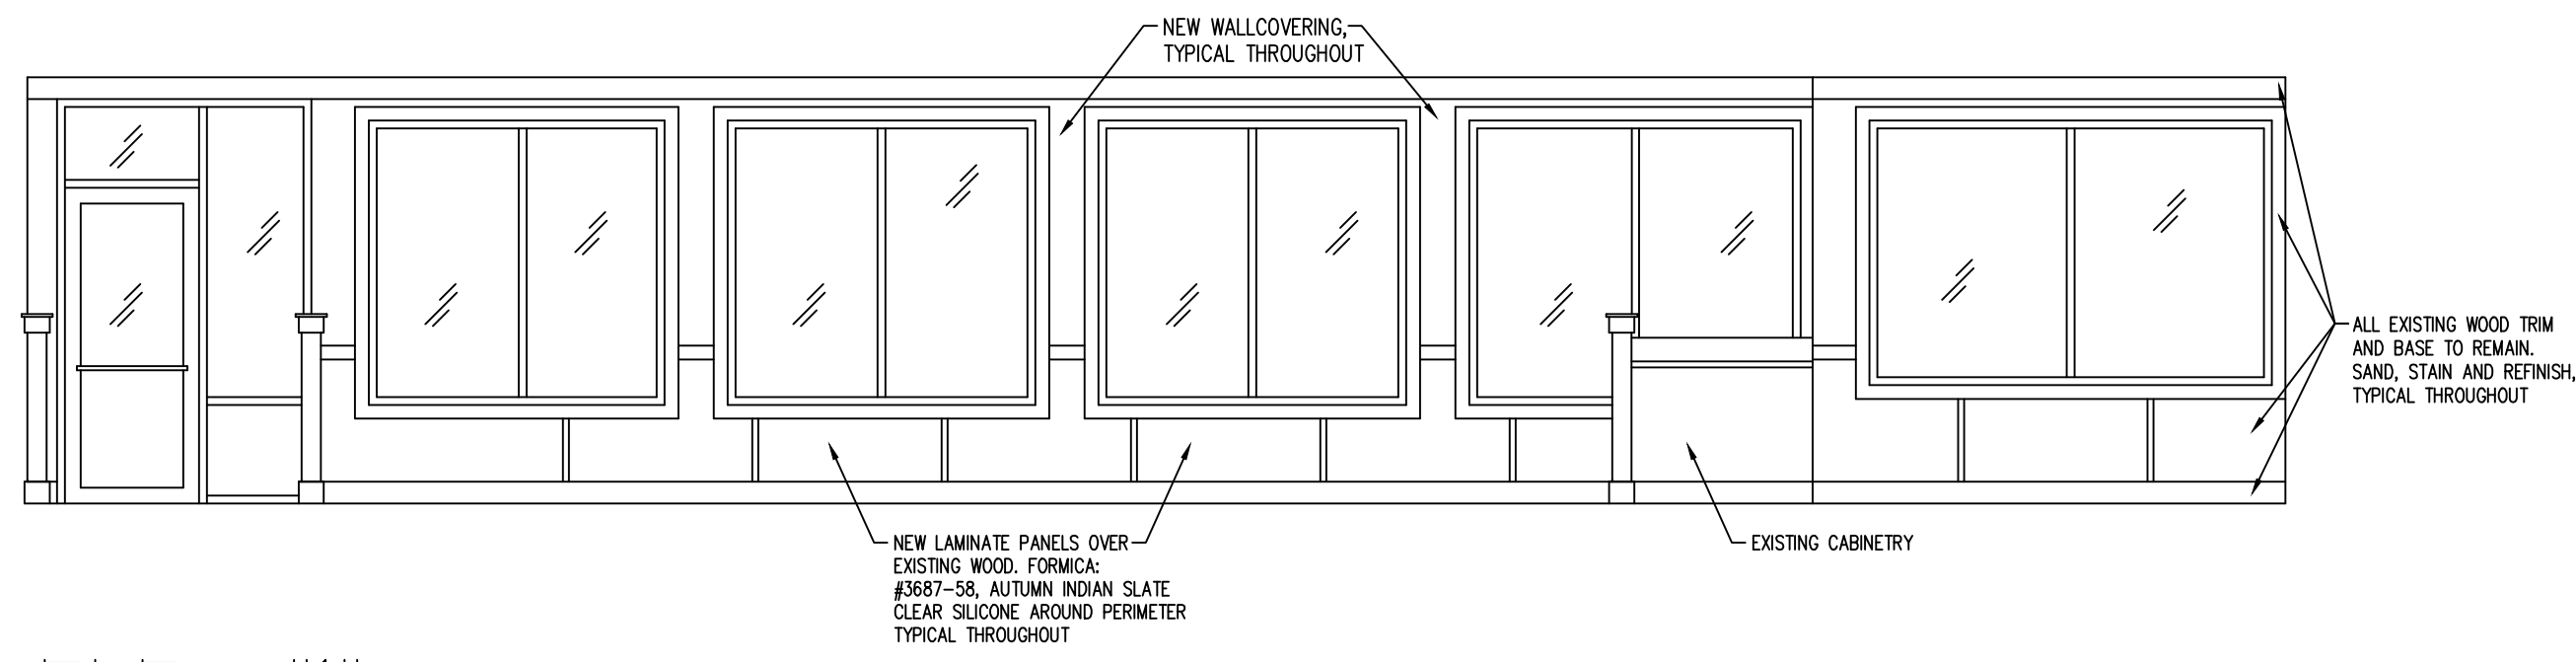 NEW WALLCOVERING,
TYPICAL THROUGHOUT
ALL EXISTING WOOD TRIM
AND BASE TO REMAIN.
SAND, STAIN AND REFINISH,
TYPICAL THROUGHOUT
NEW LAMINATE PANELS OVER
EXISTING WOOD. FORMICA:
#3687-58, AUTUMN INDIAN SLATE
CLEAR SILICONE AROUND PERIMETER
TYPICAL THROUGHOUT
EXISTING CABINETRY